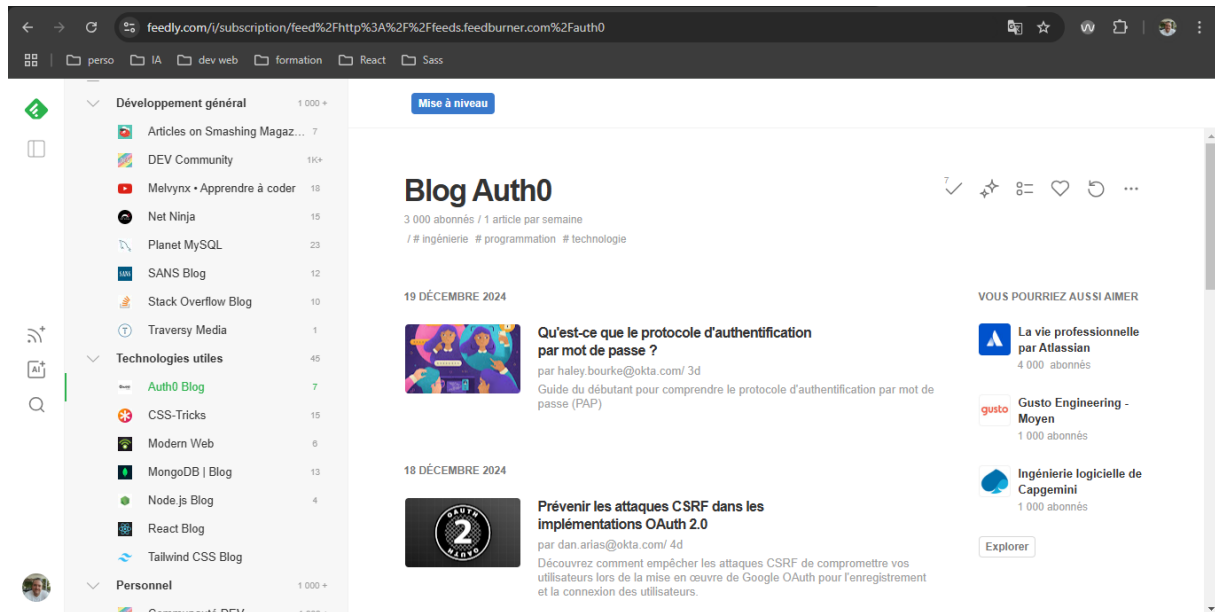 feedly.com/i/subscription/feed%2Fhttp%3A%2F%2Ffeeds.feedburner.com%2Fauth0
perso IA dev web formation React Sass
Développement général 1 000 +
Articles on Smashing Magaz... 7
DEV Community 1K+
Melvynx • Apprendre à coder 18
Net Ninja 15
Planet MySQL 23
SANS Blog 12
Stack Overflow Blog 10
Traversy Media 1
Technologies utiles 45
Auth0 Blog 7
CSS-Tricks 15
Modern Web 6
MongoDB | Blog 13
Node.js Blog 4
React Blog
Tailwind CSS Blog
Personnel 1 000 +
AI
Mise à niveau
Blog Auth0
7
3 000 abonnés / 1 article par semaine
/ # ingénierie # programmation # technologie
19 DÉCEMBRE 2024
Qu'est-ce que le protocole d'authentification
par mot de passe ?
par haley.bourke@okta.com/ 3d
Guide du débutant pour comprendre le protocole d'authentification par mot de
passe (PAP)
18 DÉCEMBRE 2024
OAUTH
2
OAUTH
Prévenir les attaques CSRF dans les
implémentations OAuth 2.0
par dan.arias@okta.com/ 4d
Découvrez comment empêcher les attaques CSRF de compromettre vos
utilisateurs lors de la mise en œuvre de Google OAuth pour l'enregistrement
et la connexion des utilisateurs.
VOUS POURRIEZ AUSSI AIMER
La vie professionnelle
par Atlassian
4 000 abonnés
gusto
Gusto Engineering -
Moyen
1 000 abonnés
Ingénierie logicielle de
Capgemini
1 000 abonnés
Explorer